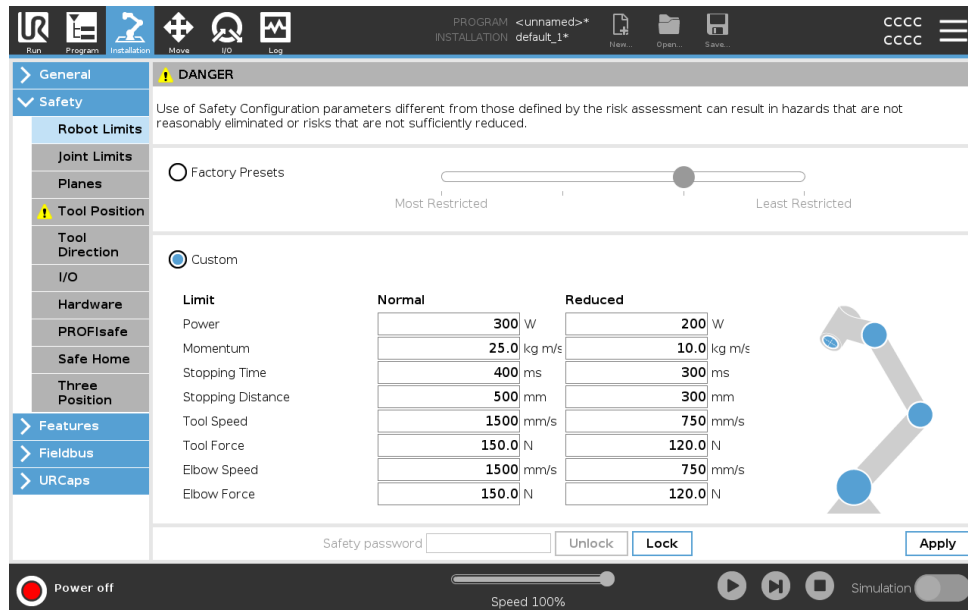 PROGRAM <unnamed>*
INSTALLATION default_1*
UR
Run
Program
Installation
Move
I/O
Log
New...
Open...
Save...
CCCC
CCCC
General
Safety
Robot Limits
Joint Limits
Planes
Tool Position
Tool
Direction
I/O
Hardware
PROFIsafe
Safe Home
Three
Position
Features
Fieldbus
URCaps
DANGER
Use of Safety Configuration parameters different from those defined by the risk assessment can result in hazards that are not
reasonably eliminated or risks that are not sufficiently reduced.
Factory Presets
Most Restricted Least Restricted
Custom
Limit Normal Reduced
Power 300 W 200 W
Momentum 25.0 kg m/s 10.0 kg m/s
Stopping Time 400 ms 300 ms
Stopping Distance 500 mm 300 mm
Tool Speed 1500 mm/s 750 mm/s
Tool Force 150.0 N 120.0 N
Elbow Speed 1500 mm/s 750 mm/s
Elbow Force 150.0 N 120.0 N
Safety password Unlock Lock Apply
Power off
Speed 100%
Simulation